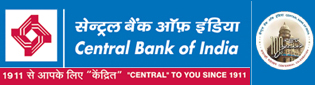 सेन्ट्रल बैंक ऑफ़ इंडिया
Central Bank of India
1911 से आपके लिए “केंद्रित” "CENTRAL" TO YOU SINCE 1911